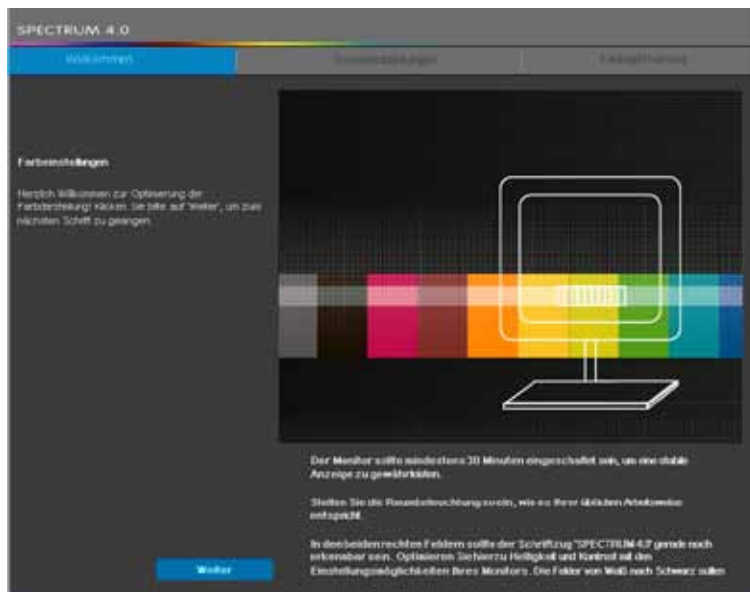 SPECTRUM 4.0
Willkommen
Farbeinstellungen
Herzlich Willkommen zur Optimierung der
Farbdarstellung! Klicken Sie bitte auf 'Weiter', um zum
nächsten Schritt zu gelangen.
Der Monitor sollte mindestens 30 Minuten eingeschaltet sein, um eine stabile
Anzeige zu gewährleisten.
Stellen Sie die Raumbeleuchtung so ein, wie es Ihrer üblichen Arbeitsweise
entspricht.
In den beiden rechten Feldern sollte der Schriftzug "SPECTRUM 4.0" gerade noch
erkennbar sein. Optimieren Sie hierzu Helligkeit und Kontrast mit den
Einstellungsmöglichkeiten Ihres Monitors. Die Felder von Weiß nach Schwarz sollen
Weiter